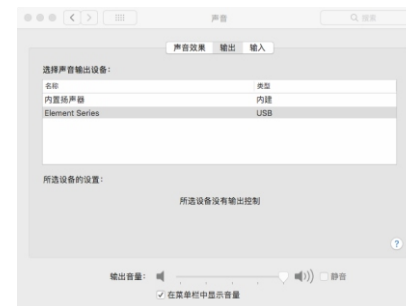 声音
搜索
声音效果 输出 输入
选择声音输出设备：
名称 类型
内置扬声器 内建
Element Series USB
所选设备的设置：
所选设备没有输出控制
?
输出音量： 静音
在菜单栏中显示音量